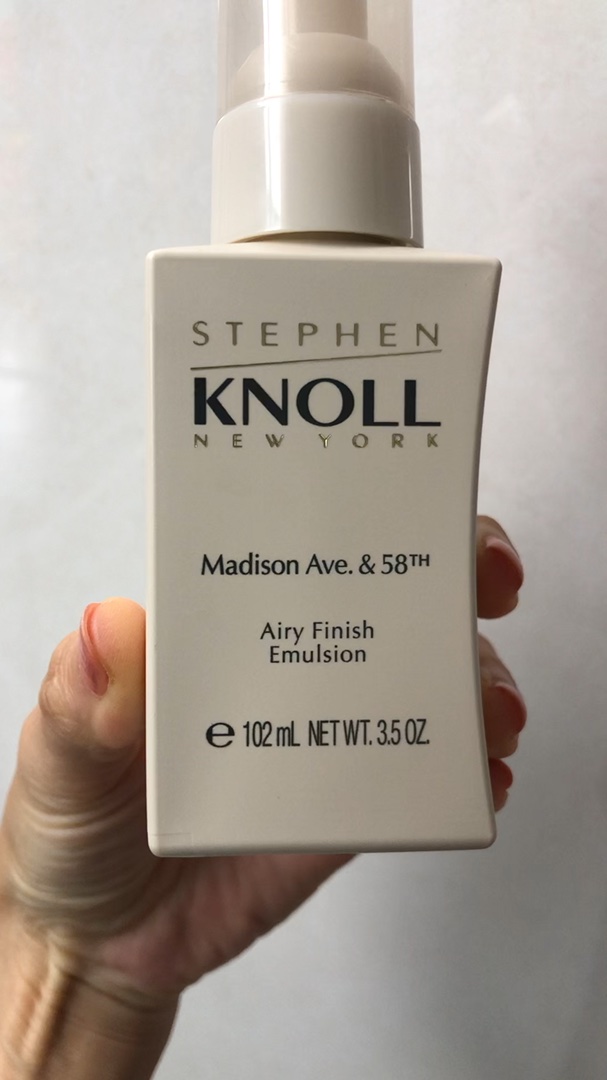 STEPHEN
KNOLL
NEW YORK
Madison Ave. & 58TH
Airy Finish
Emulsion
℮ 102 mL NET WT. 3.5 OZ.